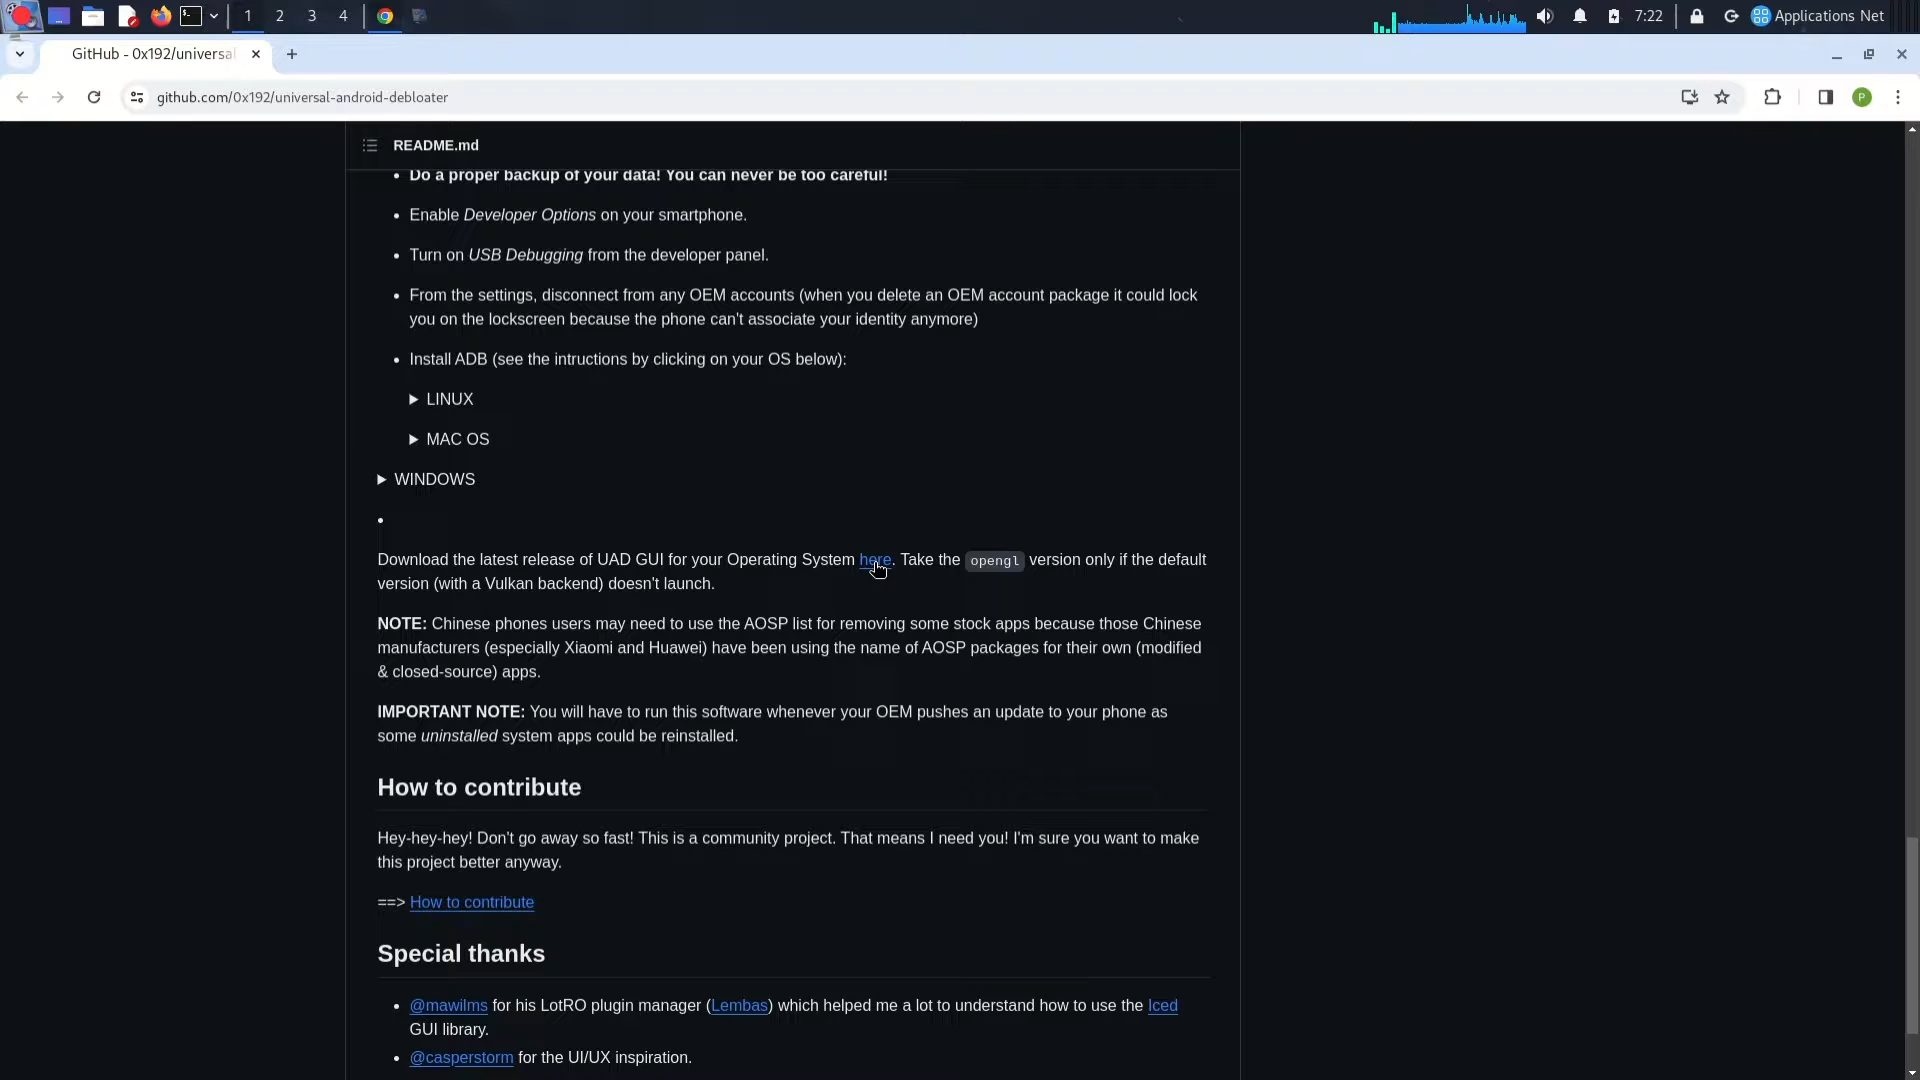 1 2 3 4 7:22 Applications Net
GitHub - 0x192/universal
github.com/0x192/universal-android-debloater P
README.md
Do a proper backup of your data! You can never be too careful!
Enable Developer Options on your smartphone.
Turn on USB Debugging from the developer panel.
From the settings, disconnect from any OEM accounts (when you delete an OEM account package it could lock
you on the lockscreen because the phone can't associate your identity anymore)
Install ADB (see the intructions by clicking on your OS below):
LINUX
MAC OS
WINDOWS
Download the latest release of UAD GUI for your Operating System here. Take the opengl version only if the default
version (with a Vulkan backend) doesn't launch.
NOTE: Chinese phones users may need to use the AOSP list for removing some stock apps because those Chinese
manufacturers (especially Xiaomi and Huawei) have been using the name of AOSP packages for their own (modified
& closed-source) apps.
IMPORTANT NOTE: You will have to run this software whenever your OEM pushes an update to your phone as
some uninstalled system apps could be reinstalled.
How to contribute
Hey-hey-hey! Don't go away so fast! This is a community project. That means I need you! I'm sure you want to make
this project better anyway.
==> How to contribute
Special thanks
@mawilms for his LotRO plugin manager (Lembas) which helped me a lot to understand how to use the Iced
GUI library.
@casperstorm for the UI/UX inspiration.